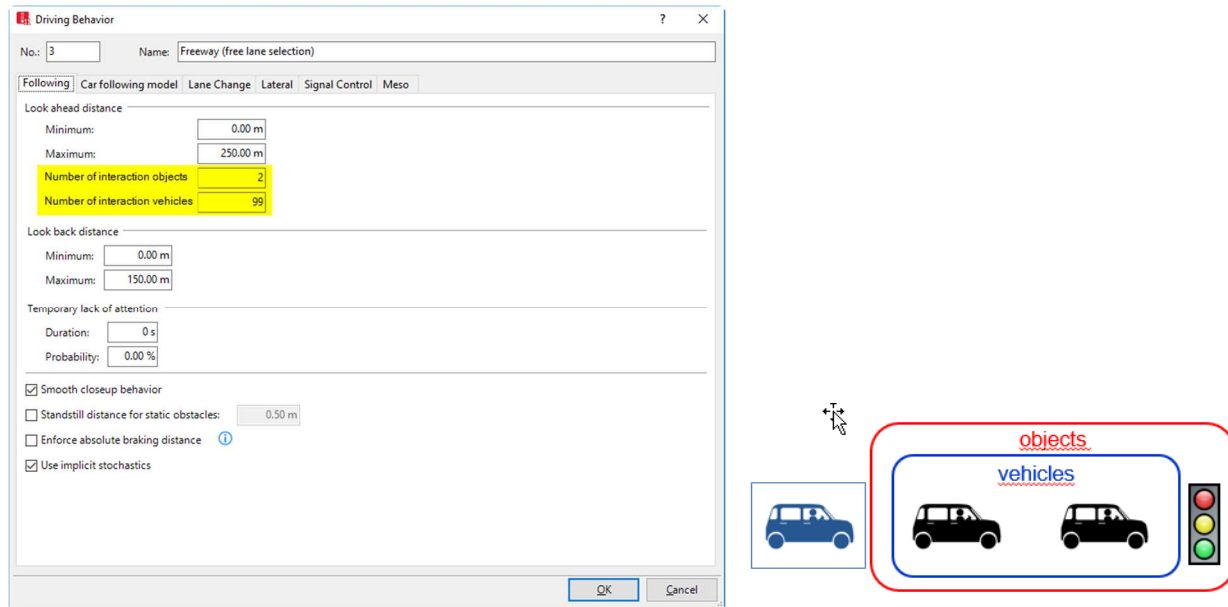 Driving Behavior
No.: 3 Name: Freeway (free lane selection)
Following Car following model Lane Change Lateral Signal Control Meso
Look ahead distance
Minimum: 0.00 m
Maximum: 250.00 m
Number of interaction objects 2
Number of interaction vehicles 99
Look back distance
Minimum: 0.00 m
Maximum: 150.00 m
Temporary lack of attention
Duration: 0 s
Probability: 0.00 %
Smooth closeup behavior
Standstill distance for static obstacles: 0.50 m
Enforce absolute braking distance
Use implicit stochastics
OK Cancel
objects
vehicles